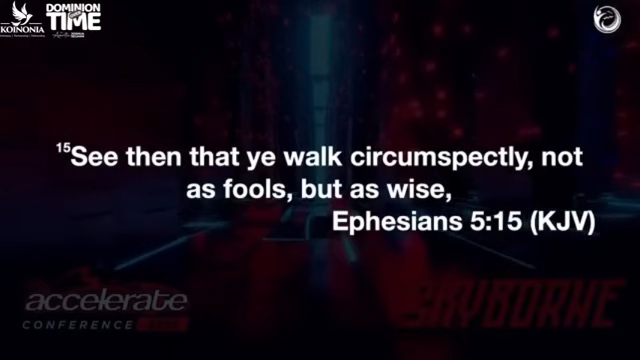 KOINONIA
DOMINION
TIME
¹⁵See then that ye walk circumspectly, not
as fools, but as wise,
Ephesians 5:15 (KJV)
accelerate
CONFERENCE
SKYBORNE